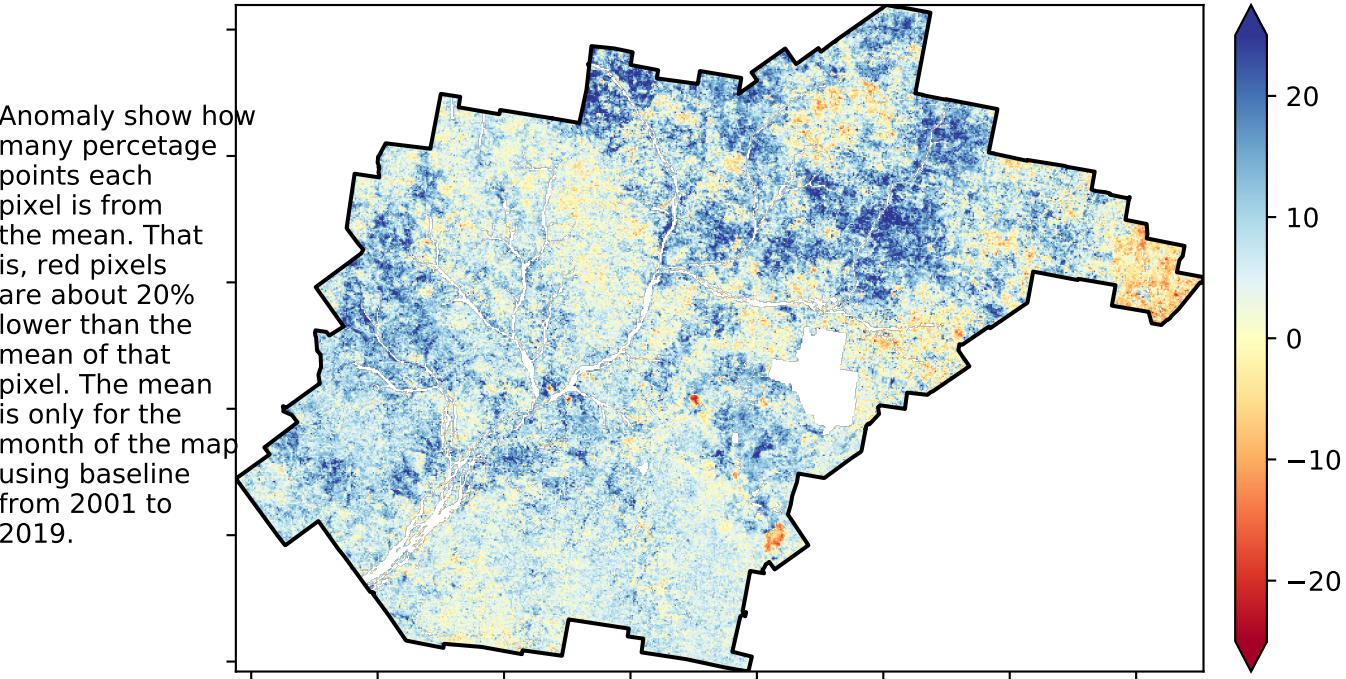 Anomaly show how
many percetage
points each
pixel is from
the mean. That
is, red pixels
are about 20%
lower than the
mean of that
pixel. The mean
is only for the
month of the map
using baseline
from 2001 to
2019.
20
10
0
−10
−20